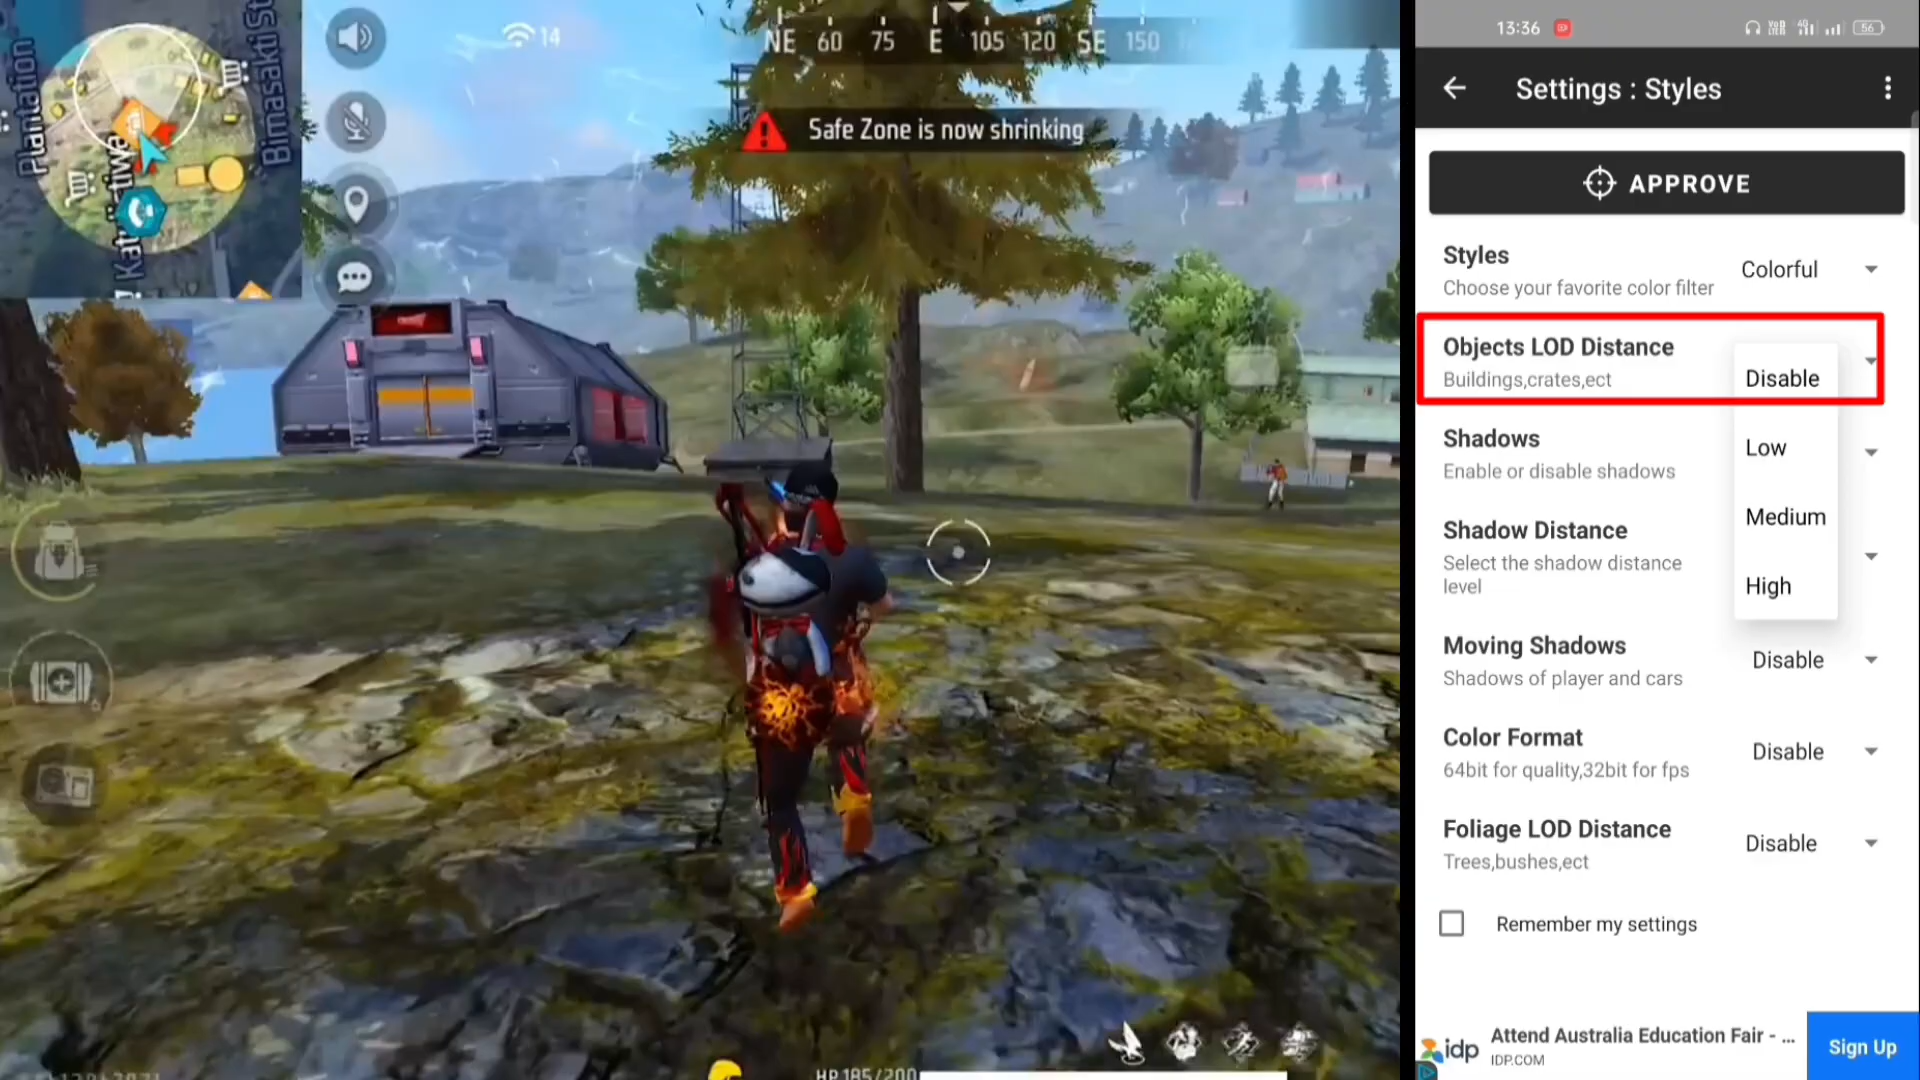 Plantation
Bimasakti St
14
NE 60 75 E 105 120 SE 150
Safe Zone is now shrinking
HP 185/200
13:36
56
Settings : Styles
APPROVE
Styles
Choose your favorite color filter
Colorful
Objects LOD Distance
Buildings,crates,ect
Disable
Low
Medium
High
Shadows
Enable or disable shadows
Shadow Distance
Select the shadow distance
level
Moving Shadows
Shadows of player and cars
Disable
Color Format
64bit for quality,32bit for fps
Disable
Foliage LOD Distance
Trees,bushes,ect
Disable
Remember my settings
idp
Attend Australia Education Fair - ...
IDP.COM
Sign Up